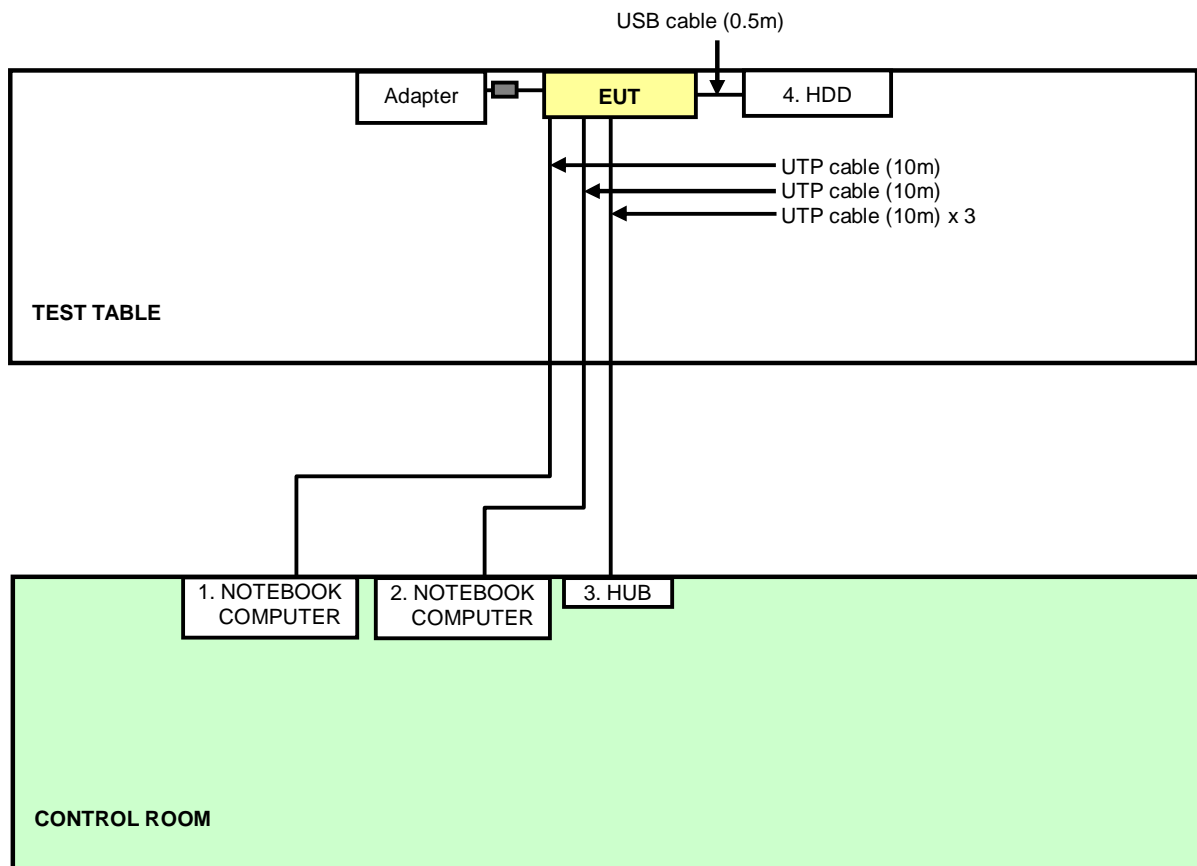 USB cable (0.5m)
Adapter
EUT
4. HDD
UTP cable (10m)
UTP cable (10m)
UTP cable (10m) x 3
TEST TABLE
1. NOTEBOOK
COMPUTER
2. NOTEBOOK
COMPUTER
3. HUB
CONTROL ROOM